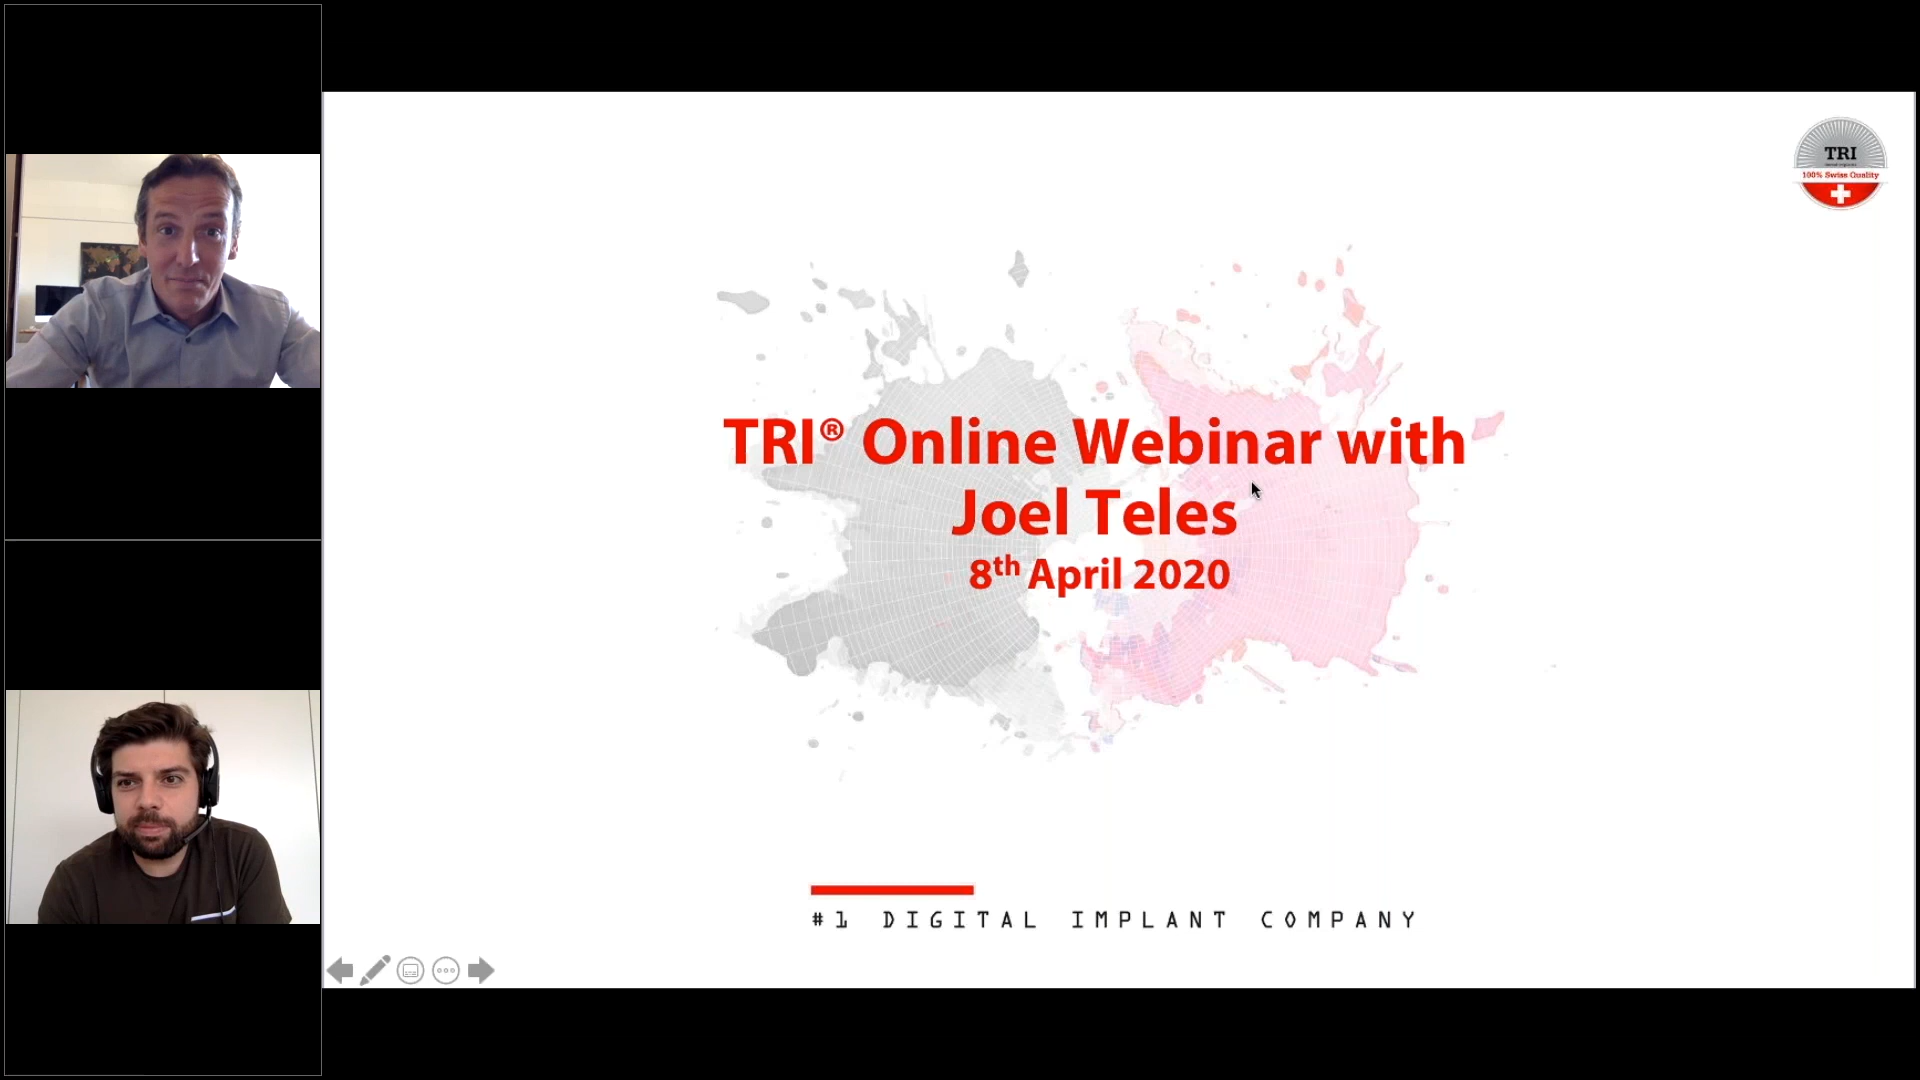 TRI
100% Swiss Quality
TRI® Online Webinar with
Joel Teles
8th April 2020
#1 DIGITAL IMPLANT COMPANY